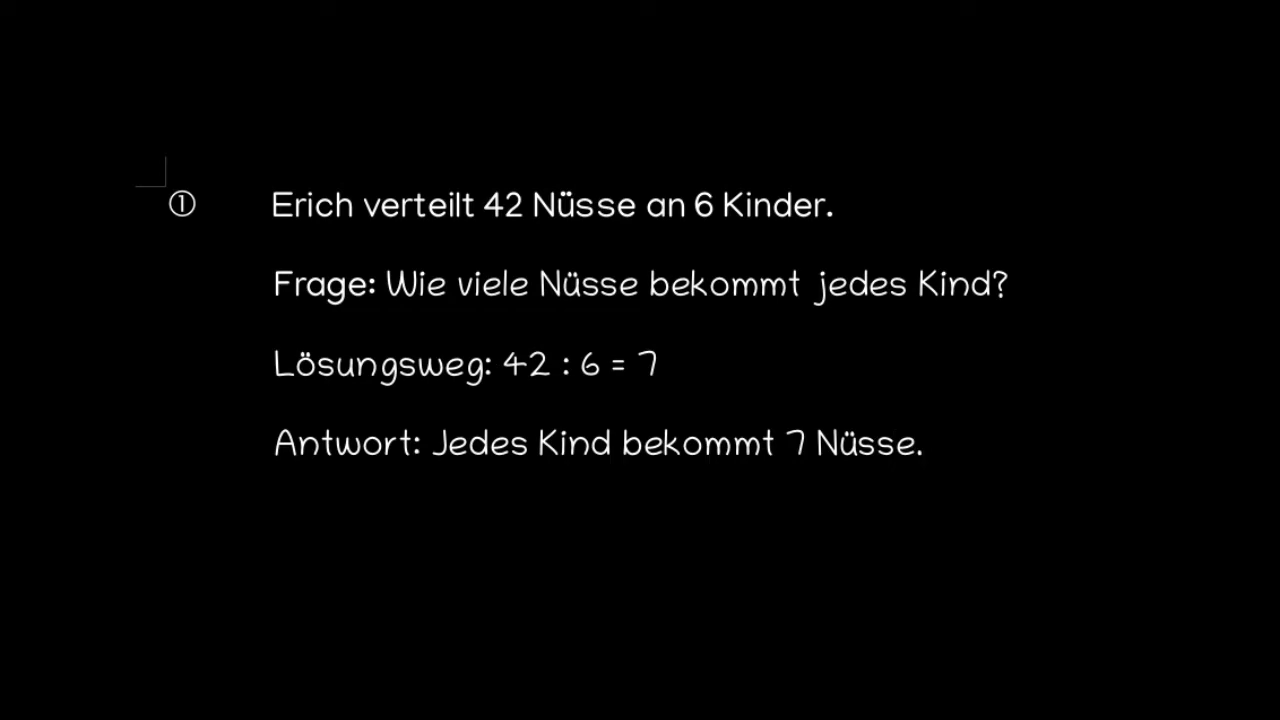 ① Erich verteilt 42 Nüsse an 6 Kinder.
Frage: Wie viele Nüsse bekommt jedes Kind?
Lösungsweg: 42 : 6 = 7
Antwort: Jedes Kind bekommt 7 Nüsse.